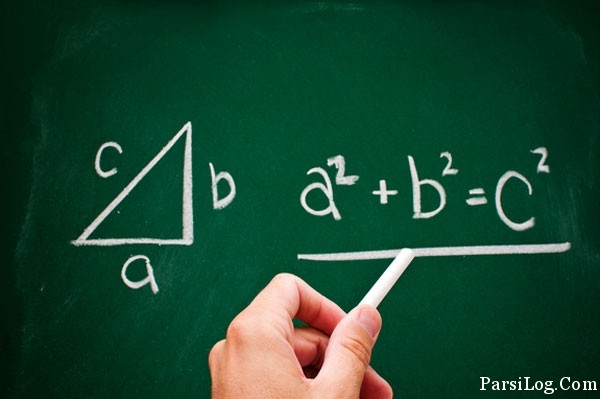 c
b
a
a² + b² = c²
ParsiLog.Com